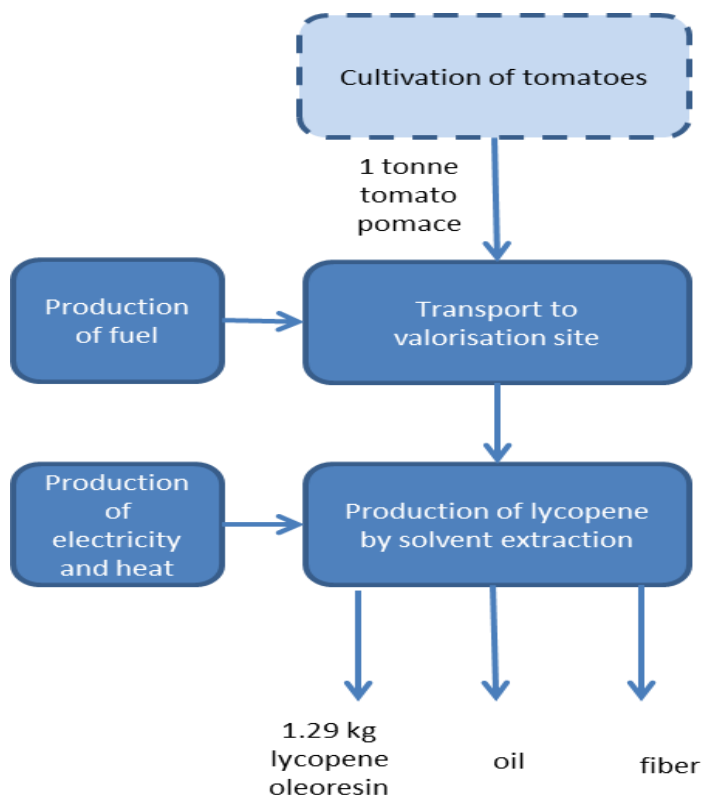 Cultivation of tomatoes
1 tonne
tomato
pomace
Production
of fuel
Transport to
valorisation site
Production
of
electricity
and heat
Production of lycopene
by solvent extraction
1.29 kg
lycopene
oleoresin
oil
fiber